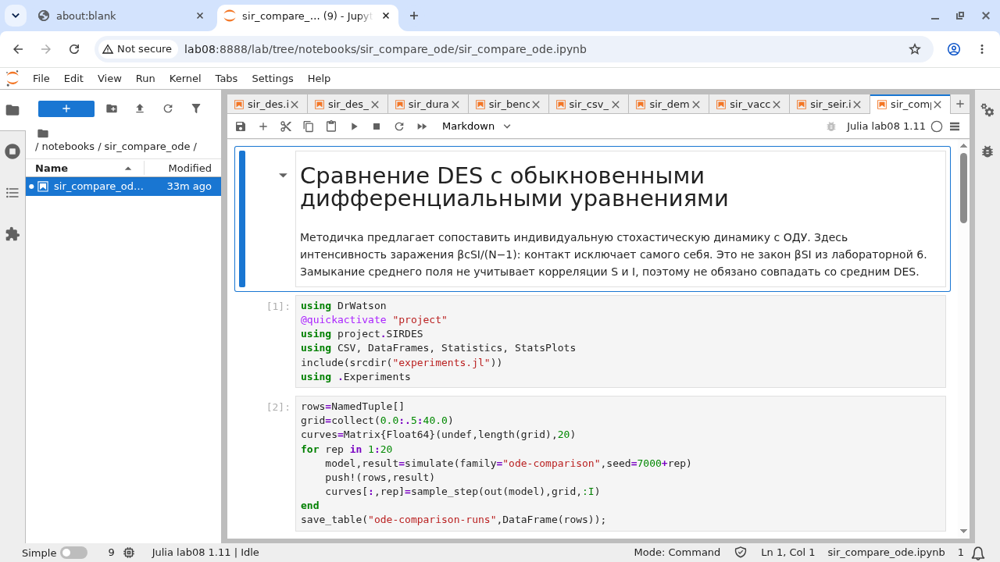 about:blank
sir_compare_... (9) - Jupyt
Not secure
lab08:8888/lab/tree/notebooks/sir_compare_ode/sir_compare_ode.ipynb
File Edit View Run Kernel Tabs Settings Help
sir_des.i sir_des_ sir_dura sir_benc sir_csv_ sir_dem sir_vacc sir_seir.i sir_comp
Markdown
Julia lab08 1.11
/ notebooks / sir_compare_ode /
Name Modified
sir_compare_od... 33m ago
Сравнение DES с обыкновенными
дифференциальными уравнениями
Методичка предлагает сопоставить индивидуальную стохастическую динамику с ОДУ. Здесь
интенсивность заражения βcSI/(N−1): контакт исключает самого себя. Это не закон βSI из лабораторной 6.
Замыкание среднего поля не учитывает корреляции S и I, поэтому не обязано совпадать со средним DES.
[1]:
using DrWatson
@quickactivate "project"
using project.SIRDES
using CSV, DataFrames, Statistics, StatsPlots
include(srcdir("experiments.jl"))
using .Experiments
[2]:
rows=NamedTuple[]
grid=collect(0.0:.5:40.0)
curves=Matrix{Float64}(undef,length(grid),20)
for rep in 1:20
    model,result=simulate(family="ode-comparison",seed=7000+rep)
    push!(rows,result)
    curves[:,rep]=sample_step(out(model),grid,:I)
end
save_table("ode-comparison-runs",DataFrame(rows));
Simple 9 Julia lab08 1.11 | Idle Mode: Command Ln 1, Col 1 sir_compare_ode.ipynb 1